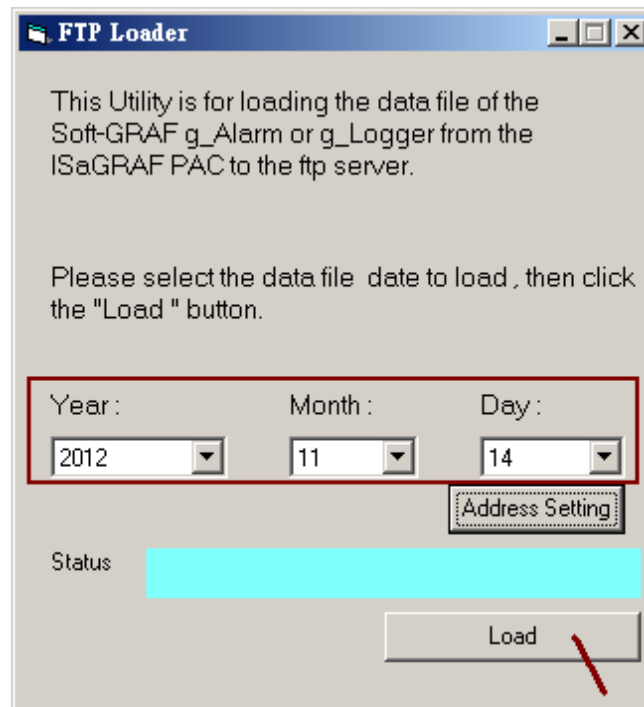 FTP Loader
This Utility is for loading the data file of the
Soft-GRAF g_Alarm or g_Logger from the
ISaGRAF PAC to the ftp server.
Please select the data file  date to load , then click
the "Load " button.
Year :
Month :
Day :
2012
11
14
Address Setting
Status
Load